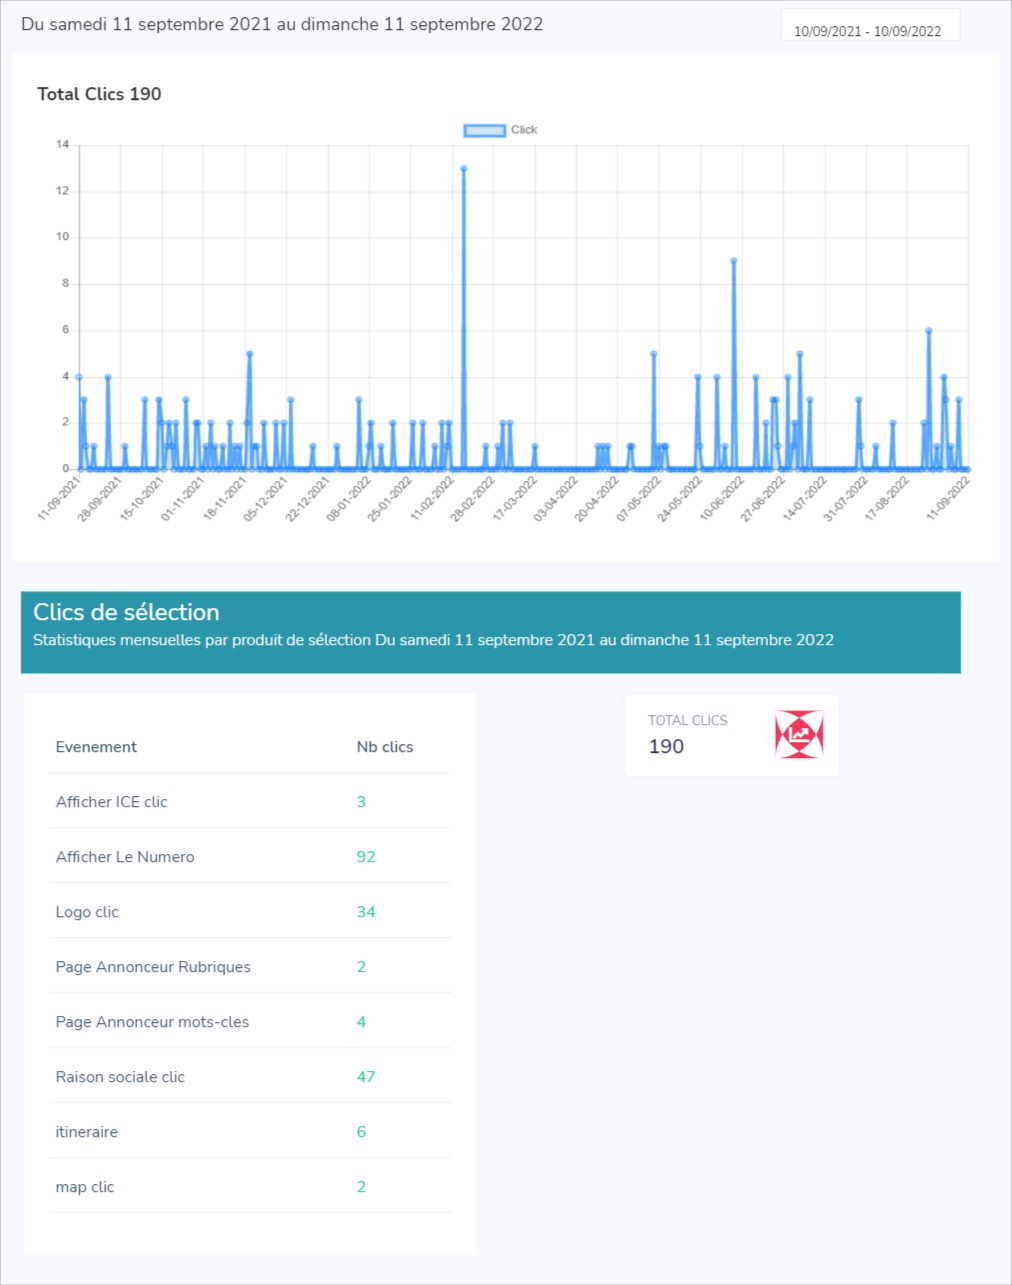 Du samedi 11 septembre 2021 au dimanche 11 septembre 2022
10/09/2021 - 10/09/2022
Total Clics 190
Click
14
12
10
8
6
4
2
0
11-09-2021
28-09-2021
15-10-2021
01-11-2021
18-11-2021
05-12-2021
22-12-2021
08-01-2022
25-01-2022
11-02-2022
28-02-2022
17-03-2022
03-04-2022
20-04-2022
07-05-2022
24-05-2022
10-06-2022
27-06-2022
14-07-2022
31-07-2022
17-08-2022
11-09-2022
Clics de sélection
Statistiques mensuelles par produit de sélection Du samedi 11 septembre 2021 au dimanche 11 septembre 2022
TOTAL CLICS
190
Evenement Nb clics
Afficher ICE clic 3
Afficher Le Numero 92
Logo clic 34
Page Annonceur Rubriques 2
Page Annonceur mots-cles 4
Raison sociale clic 47
itineraire 6
map clic 2